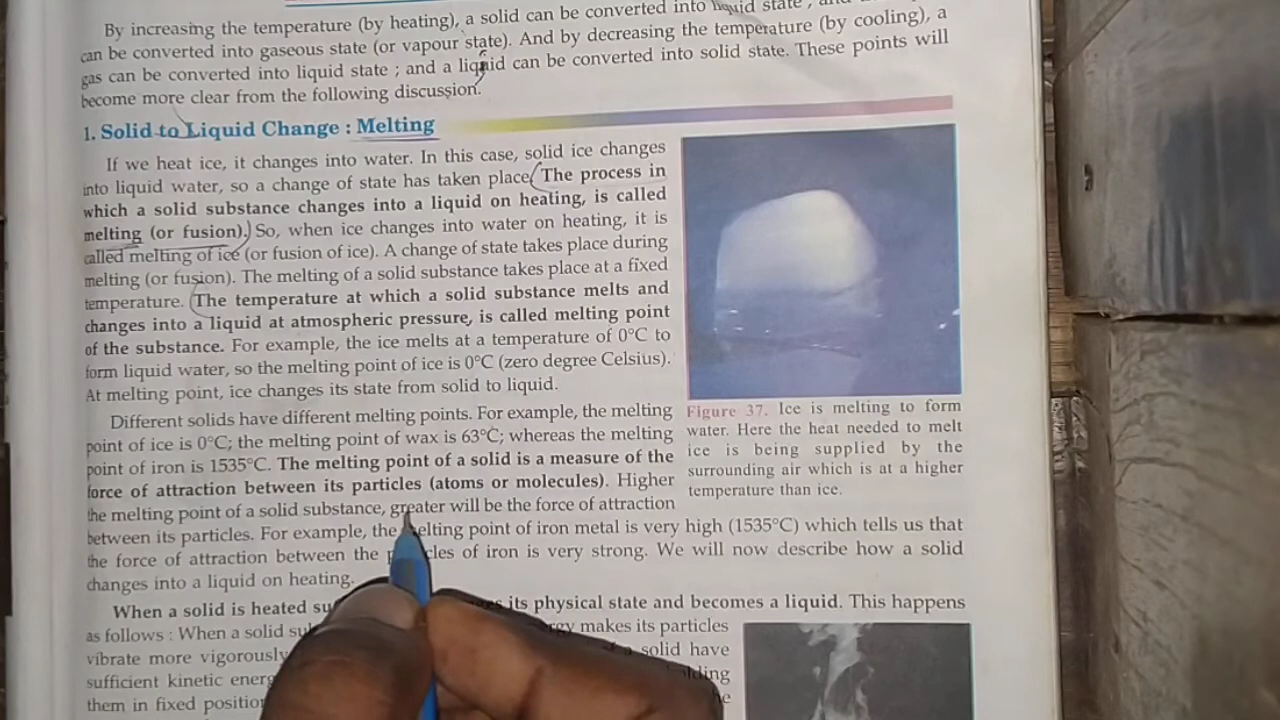 By increasing the temperature (by heating), a solid can be converted into liquid state ; and
can be converted into gaseous state (or vapour state). And by decreasing the temperature (by cooling), a
gas can be converted into liquid state ; and a liquid can be converted into solid state. These points will
become more clear from the following discussion.
1. Solid to Liquid Change : Melting
If we heat ice, it changes into water. In this case, solid ice changes
into liquid water, so a change of state has taken place. The process in
which a solid substance changes into a liquid on heating, is called
melting (or fusion). So, when ice changes into water on heating, it is
called melting of ice (or fusion of ice). A change of state takes place during
melting (or fusion). The melting of a solid substance takes place at a fixed
temperature. The temperature at which a solid substance melts and
changes into a liquid at atmospheric pressure, is called melting point
of the substance. For example, the ice melts at a temperature of 0°C to
form liquid water, so the melting point of ice is 0°C (zero degree Celsius).
At melting point, ice changes its state from solid to liquid.
Different solids have different melting points. For example, the melting
point of ice is 0°C; the melting point of wax is 63°C; whereas the melting
point of iron is 1535°C. The melting point of a solid is a measure of the
force of attraction between its particles (atoms or molecules). Higher
the melting point of a solid substance, greater will be the force of attraction
between its particles. For example, the melting point of iron metal is very high (1535°C) which tells us that
the force of attraction between the particles of iron is very strong. We will now describe how a solid
changes into a liquid on heating.
Figure 37. Ice is melting to form
water. Here the heat needed to melt
ice is being supplied by the
surrounding air which is at a higher
temperature than ice.
When a solid is heated its physical state and becomes a liquid. This happens
as follows : When a solid makes its particles
vibrate more vigorously solid have
sufficient kinetic
them in fixed